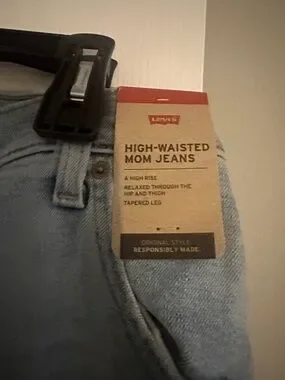 Levi's
HIGH-WAISTED
MOM JEANS
A HIGH RISE
RELAXED THROUGH THE
HIP AND THIGH
TAPERED LEG
ORIGINAL STYLE
RESPONSIBLY MADE